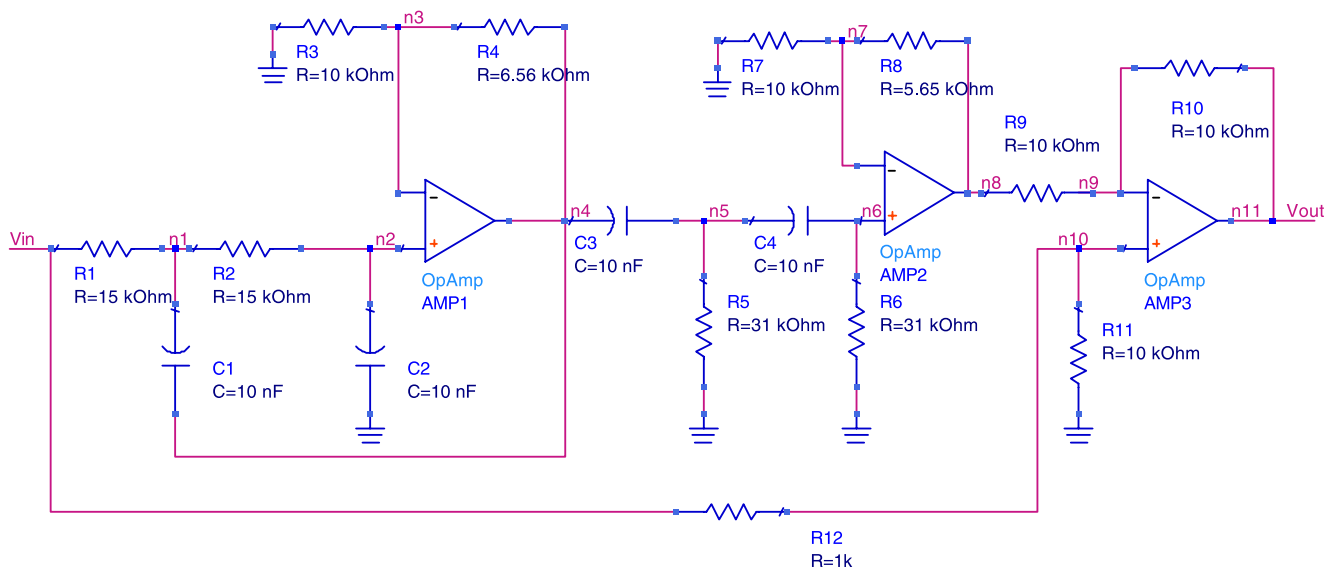 n3
R3
R=10 kOhm
R4
R=6.56 kOhm
n7
R7
R=10 kOhm
R8
R=5.65 kOhm
R10
R=10 kOhm
R9
R=10 kOhm
Vin
n1
n2
n4
n5
n6
n8
n9
n10
n11
Vout
-
+
OpAmp
AMP1
-
+
OpAmp
AMP2
-
+
OpAmp
AMP3
R1
R=15 kOhm
R2
R=15 kOhm
C3
C=10 nF
C4
C=10 nF
R5
R=31 kOhm
R6
R=31 kOhm
R11
R=10 kOhm
C1
C=10 nF
C2
C=10 nF
R12
R=1k